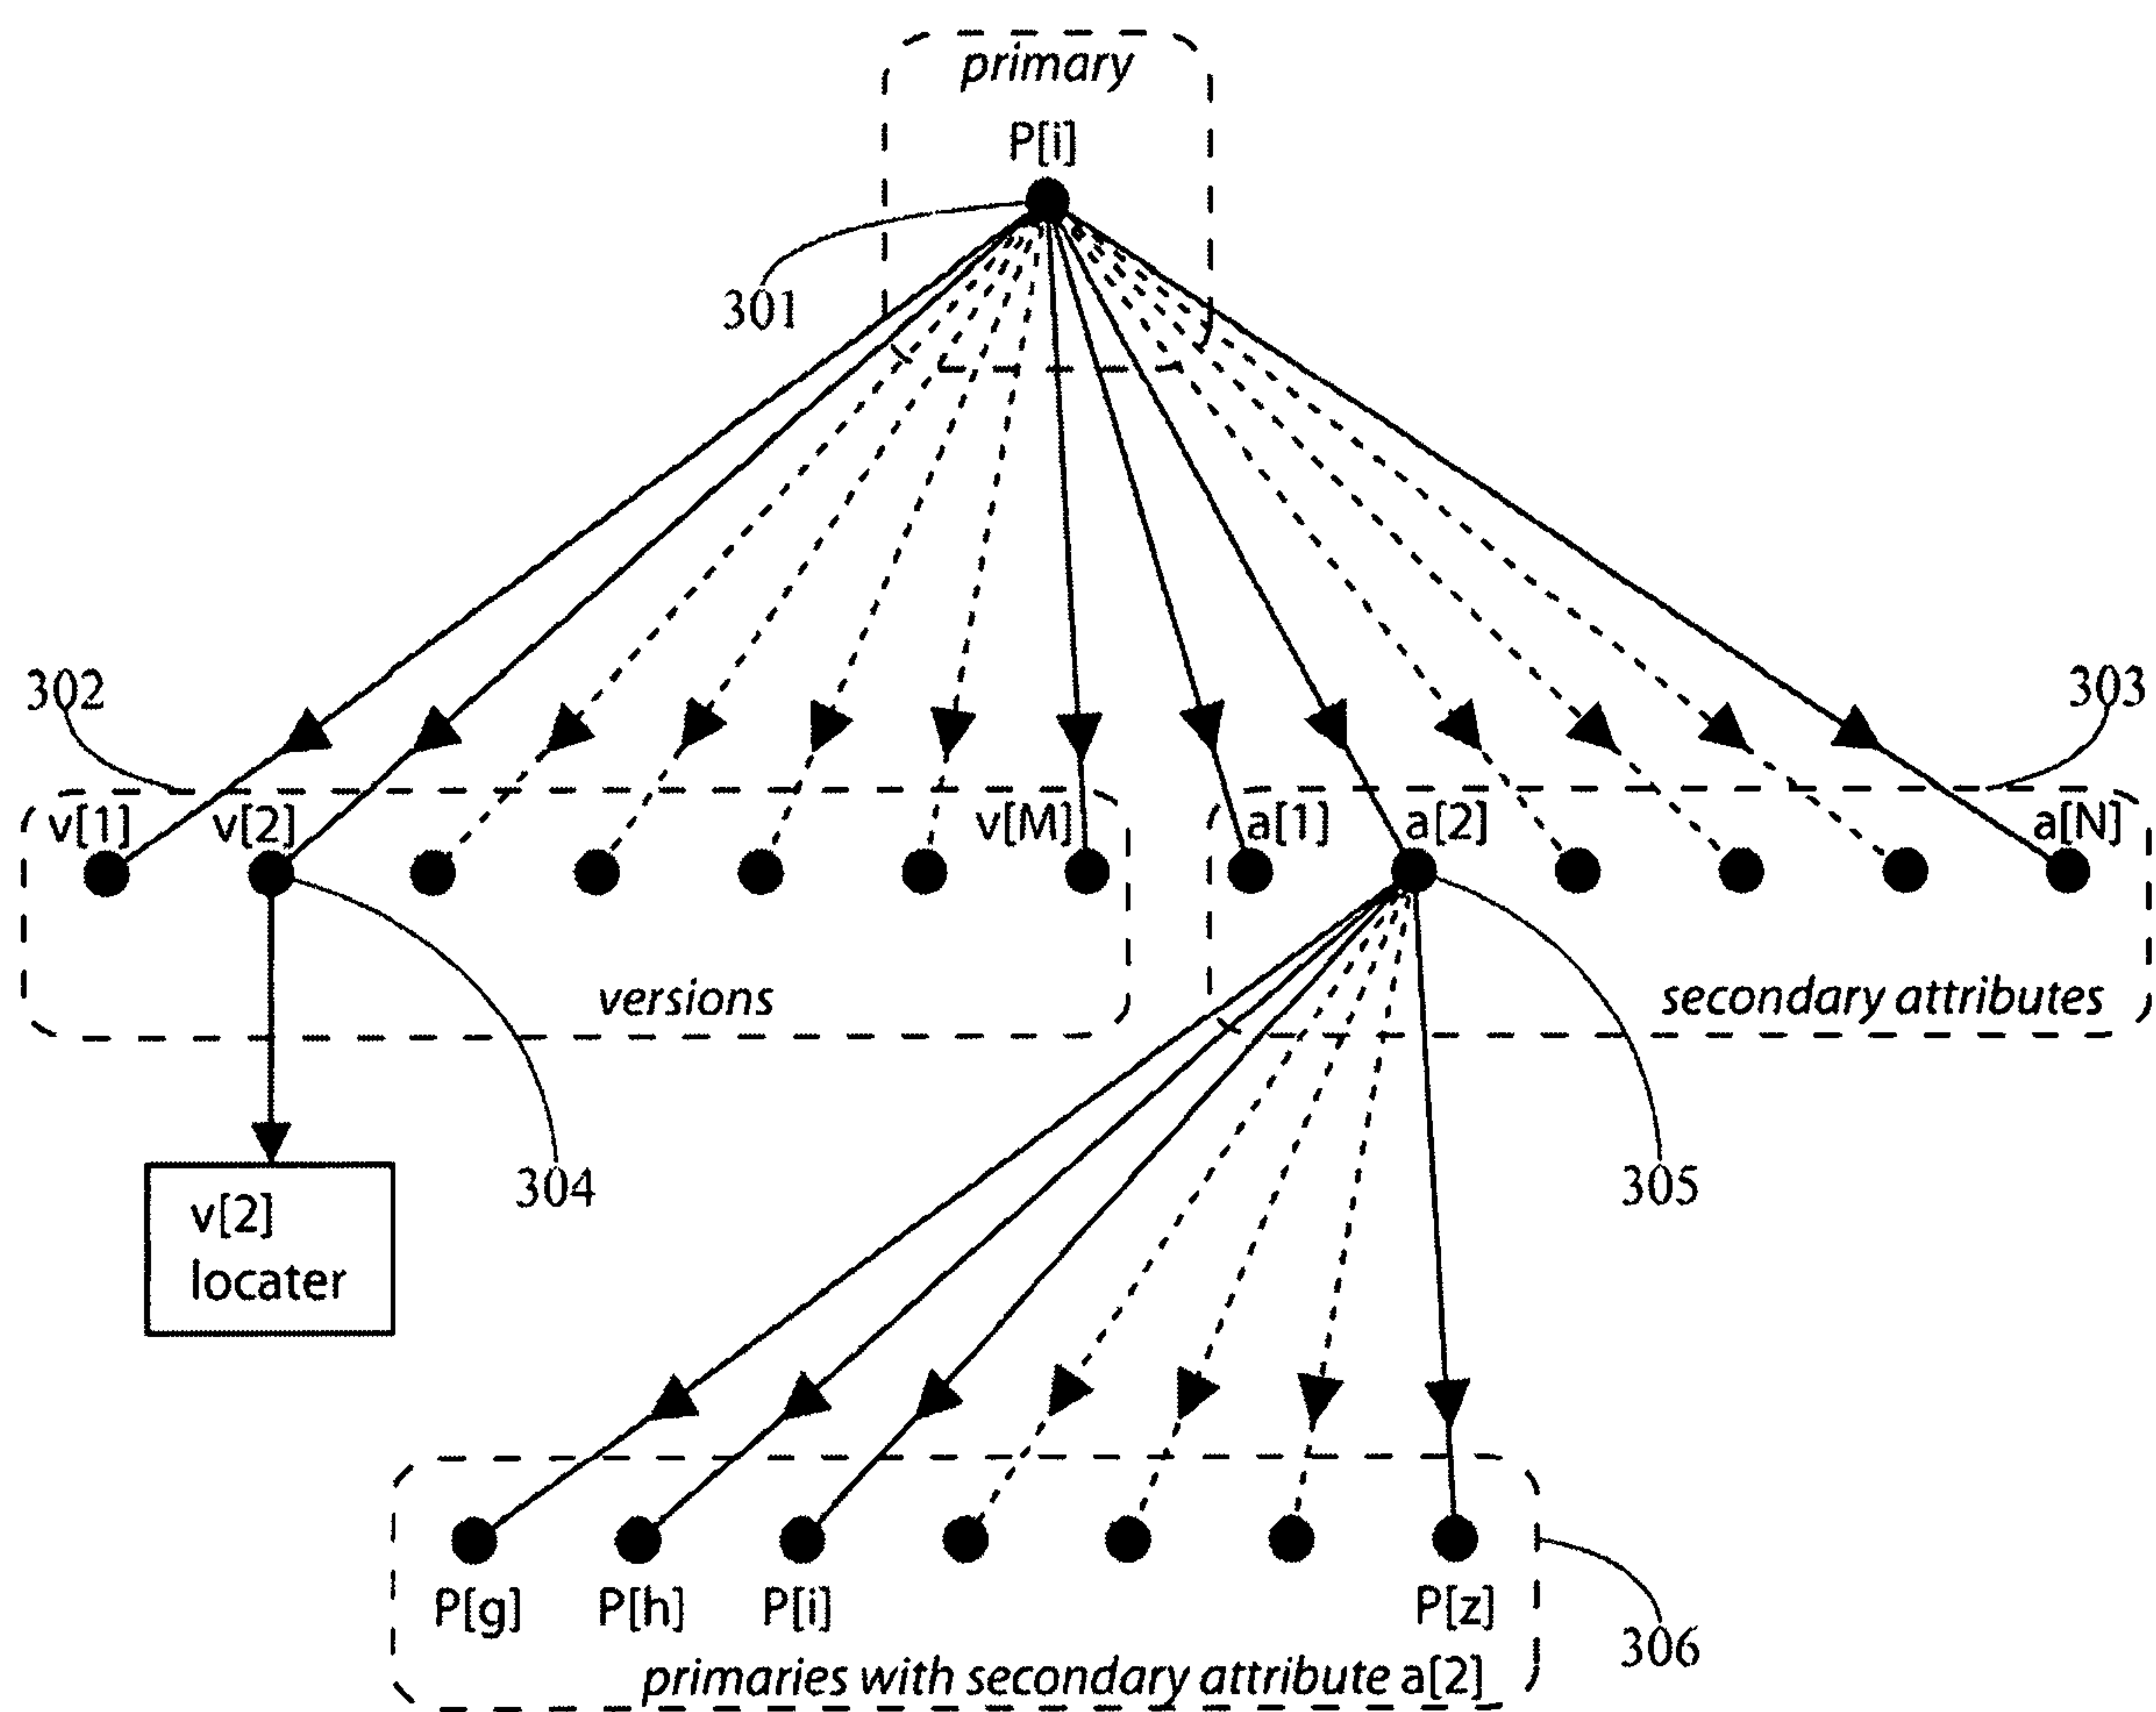 primary
P[i]
301
302
303
v[1]
v[2]
v[M]
a[1]
a[2]
a[N]
versions
secondary attributes
304
305
v[2]
locater
P[g]
P[h]
P[i]
P[z]
306
primaries with secondary attribute a[2]